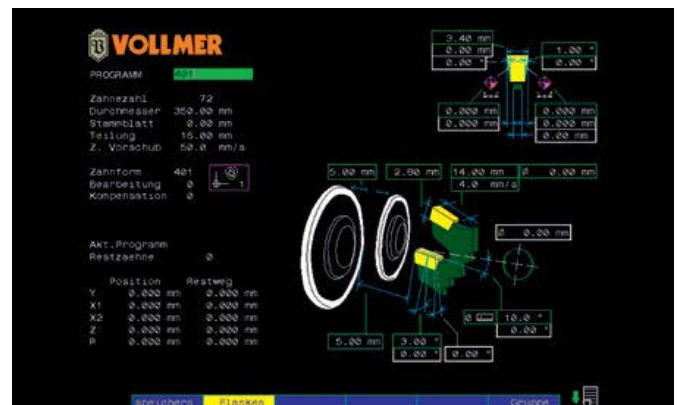 VOLLMER
PROGRAMM 401
Zahnezahl 72
Durchmesser 350.00 mm
Stammblatt 0.00 mm
Teilung 16.00 mm
Z. Vorschub 50.0 mm/s
Zahnform 401
Bearbeitung 0
1
Kompensation 0
Akt.Programm
Restzaehne 0
Position Restweg
Y 0.000 mm 0.000 mm
X1 0.000 mm 0.000 mm
X2 0.000 mm 0.000 mm
Z 0.000 mm 0.000 mm
R 0.000 mm 0.000 mm
3.40 mm
0.00 mm 1.00 °
0.00 ° 0.00 °
0.000 mm 0.000 mm
0.000 mm 0.000 mm
0.00 mm
5.00 mm 2.80 mm 14.00 mm Ø 0.00 mm
4.0 mm/s
Ø 0.00 mm
Ø 10.0 °
0.00 °
5.00 mm 3.00 °
0.00 ° 0.00 °
speichern Flanken Gruppe